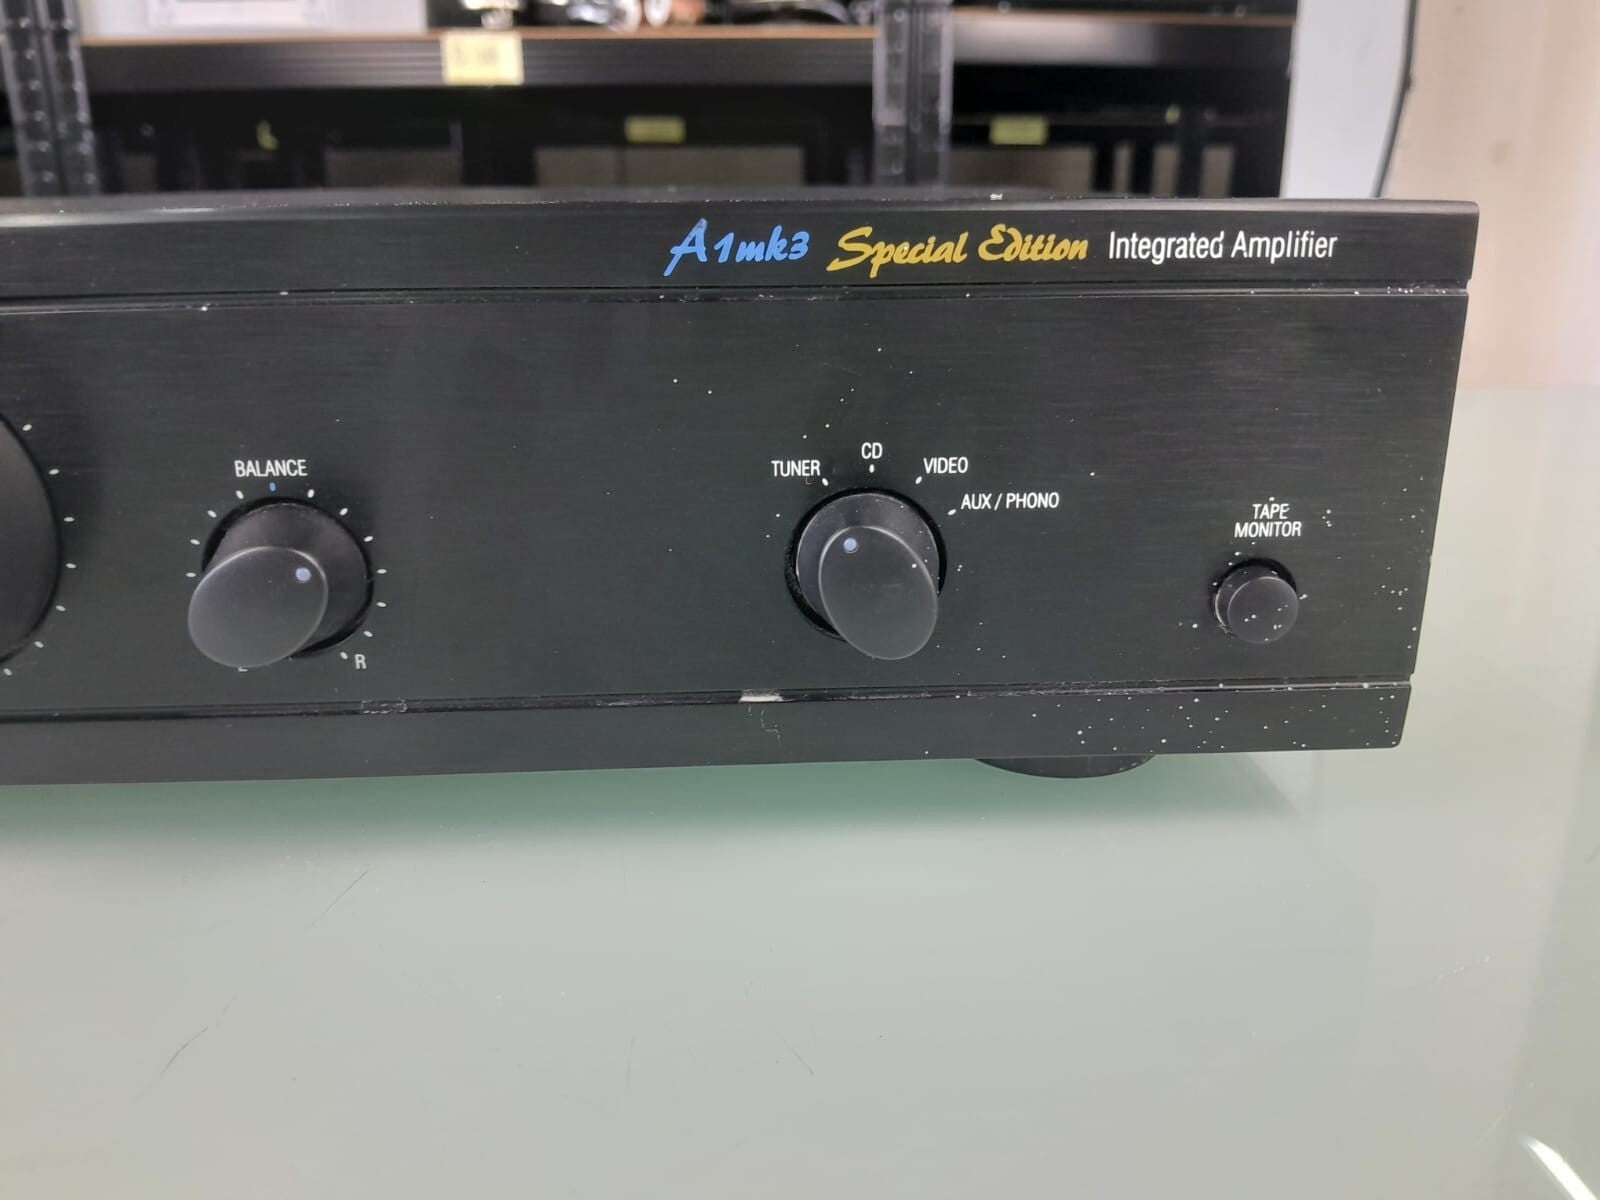 A1mk3 Special Edition Integrated Amplifier
BALANCE
R
TUNER
CD
VIDEO
AUX / PHONO
TAPE
MONITOR